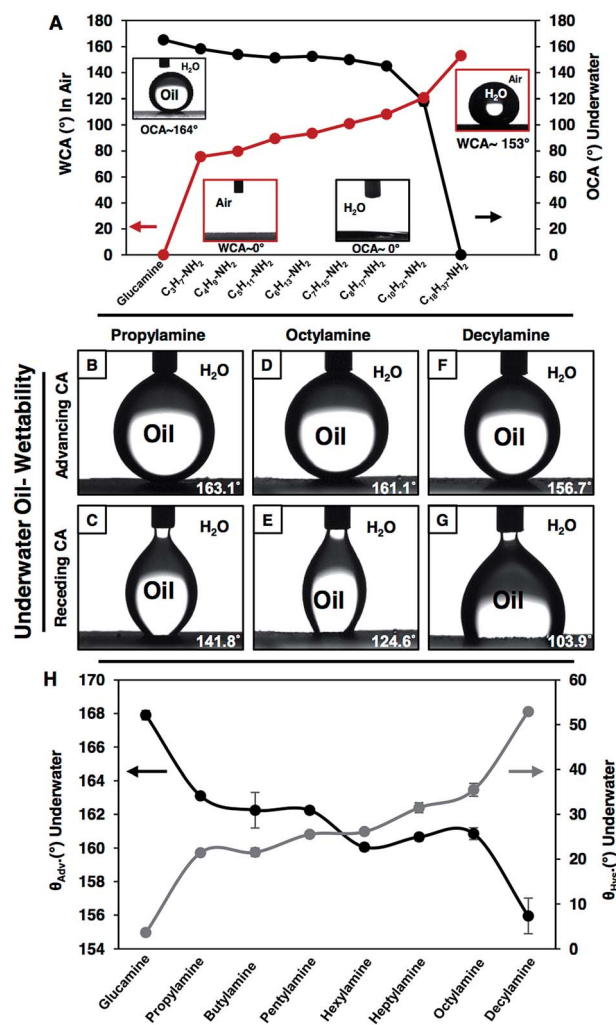 A
WCA (°) In Air
180
160
140
120
100
80
60
40
20
0
H₂O
Oil
OCA~164°
Air
WCA~0°
H₂O
OCA~ 0°
Air
H₂O
WCA~ 153°
180
160
140
120
100
80
60
40
20
0
OCA (°) Underwater
Glucamine
C₃H₇-NH₂
C₄H₉-NH₂
C₅H₁₁-NH₂
C₆H₁₃-NH₂
C₇H₁₅-NH₂
C₈H₁₇-NH₂
C₁₀H₂₁-NH₂
C₁₈H₃₇-NH₂
Underwater Oil- Wettability
Propylamine
Octylamine
Decylamine
Advancing CA
B
H₂O
Oil
163.1°
D
H₂O
Oil
161.1°
F
H₂O
Oil
156.7°
Receding CA
C
H₂O
Oil
141.8°
E
H₂O
Oil
124.6°
G
H₂O
Oil
103.9°
H
θAdv.(°) Underwater
170
168
166
164
162
160
158
156
154
60
50
40
30
20
10
0
θHys.(°) Underwater
Glucamine
Propylamine
Butylamine
Pentylamine
Hexylamine
Heptylamine
Octylamine
Decylamine